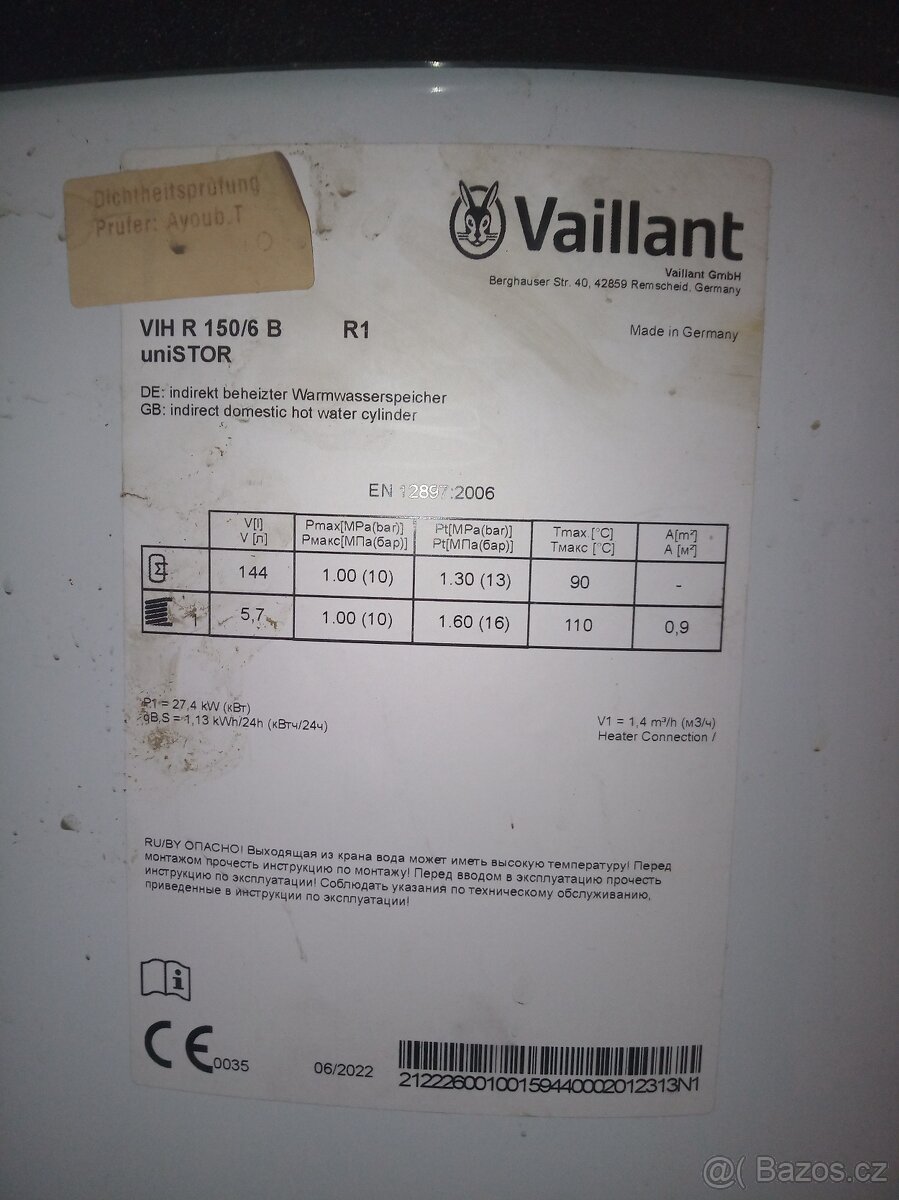 Dichtheitsprüfung
Prüfer: Ayoub.T
Vaillant
Vaillant GmbH
Berghauser Str. 40, 42859 Remscheid, Germany
VIH R 150/6 B R1
uniSTOR
Made in Germany
DE: indirekt beheizter Warmwasserspeicher
GB: indirect domestic hot water cylinder
EN 12897:2006
V[l] Pmax[MPa(bar)] Pt[MPa(bar)] Tmax [°C] A[m²]
V [л] Pмакс[МПа(бар)] Pt[МПа(бар)] Tмакс [°C] A [м²]
144 1.00 (10) 1.30 (13) 90 -
5,7 1.00 (10) 1.60 (16) 110 0,9
P1 = 27,4 kW (кВт)
qB,S = 1,13 kWh/24h (кВтч/24ч)
V1 = 1,4 m³/h (м3/ч)
Heater Connection /
RU/BY ОПАСНО! Выходящая из крана вода может иметь высокую температуру! Перед
монтажом прочесть инструкцию по монтажу! Перед вводом в эксплуатацию прочесть
инструкцию по эксплуатации! Соблюдать указания по техническому обслуживанию,
приведенные в инструкции по эксплуатации!
CE 0035
06/2022
21222600100159440002012313N1
@( Bazos.cz